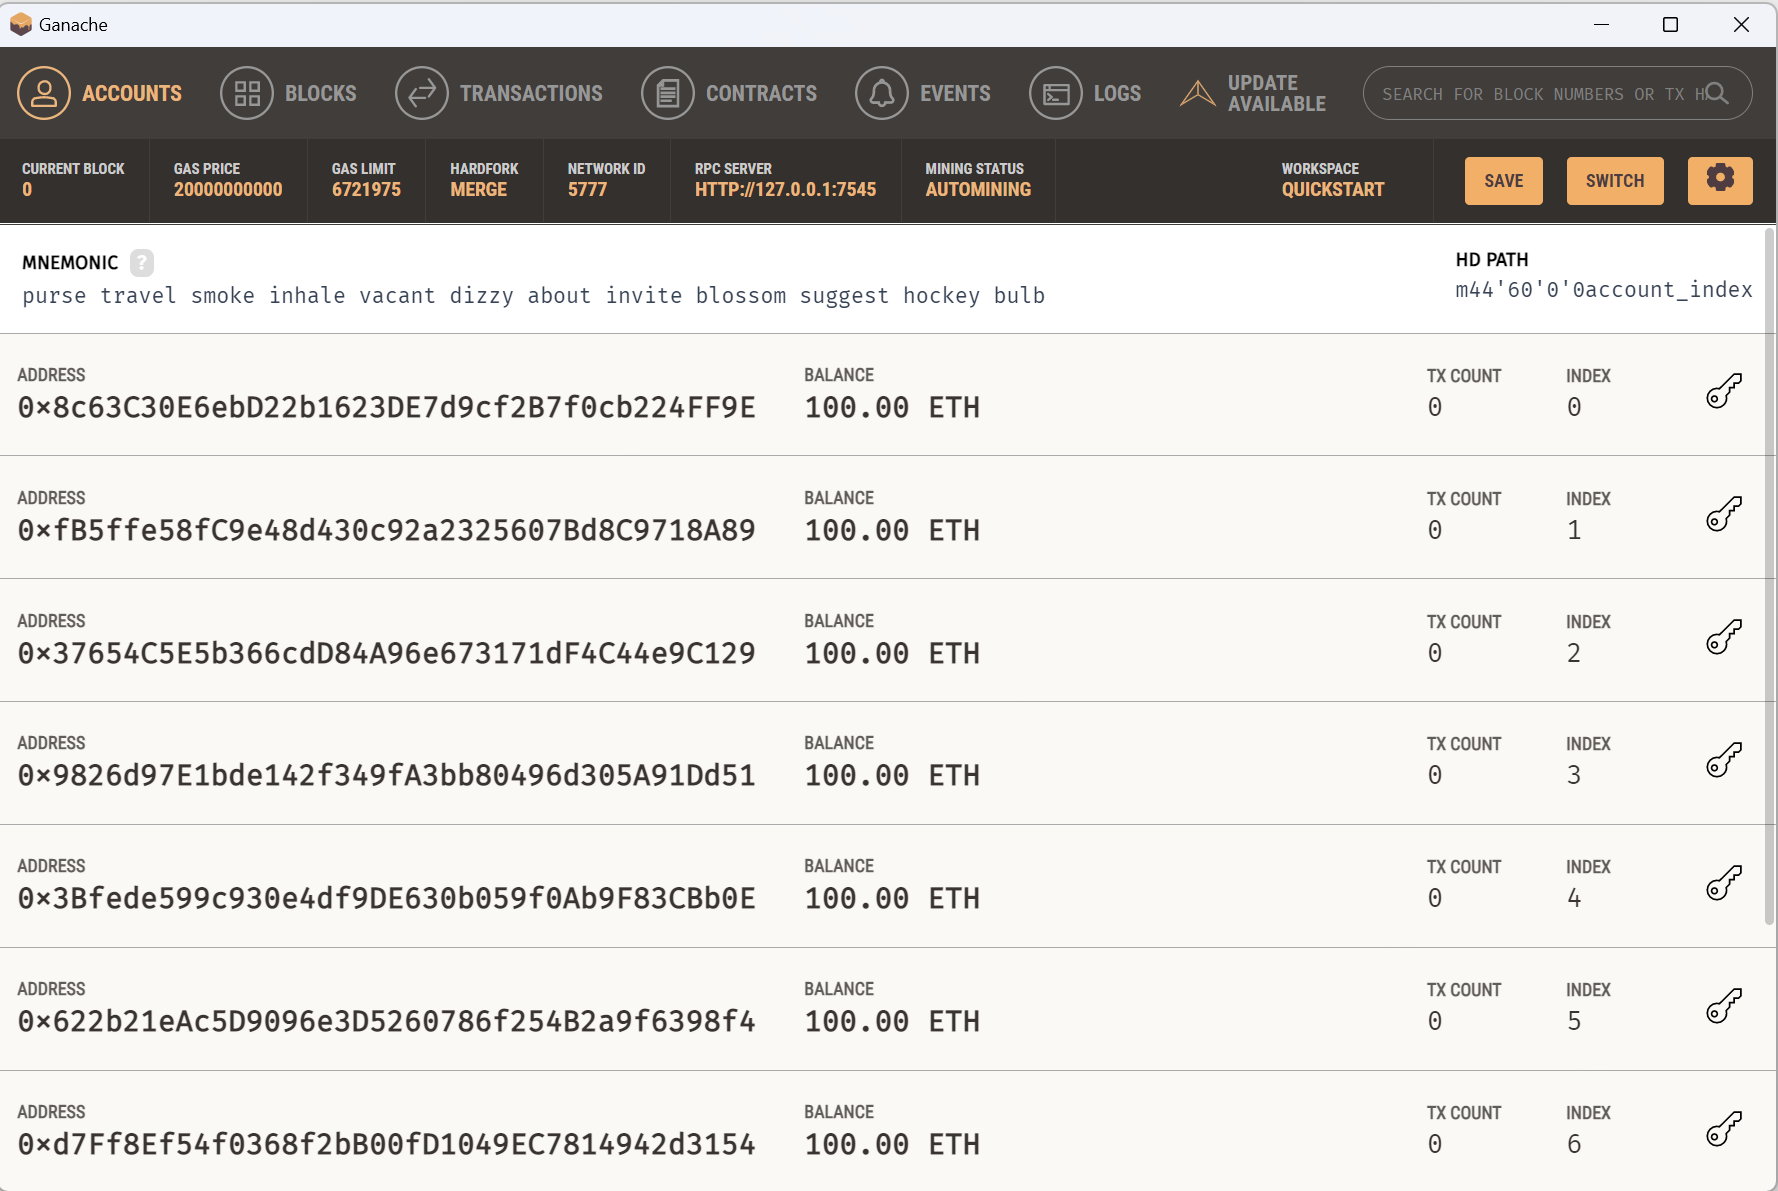 Ganache
ACCOUNTS BLOCKS TRANSACTIONS CONTRACTS EVENTS LOGS UPDATE AVAILABLE SEARCH FOR BLOCK NUMBERS OR TX H
CURRENT BLOCK GAS PRICE GAS LIMIT HARDFORK NETWORK ID RPC SERVER MINING STATUS WORKSPACE
0 20000000000 6721975 MERGE 5777 HTTP://127.0.0.1:7545 AUTOMINING QUICKSTART SAVE SWITCH
MNEMONIC ? HD PATH
purse travel smoke inhale vacant dizzy about invite blossom suggest hockey bulb m44'60'0'0account_index
ADDRESS BALANCE TX COUNT INDEX
0×8c63C30E6ebD22b1623DE7d9cf2B7f0cb224FF9E 100.00 ETH 0 0
ADDRESS BALANCE TX COUNT INDEX
0×fB5ffe58fC9e48d430c92a2325607Bd8C9718A89 100.00 ETH 0 1
ADDRESS BALANCE TX COUNT INDEX
0×37654C5E5b366cdD84A96e673171dF4C44e9C129 100.00 ETH 0 2
ADDRESS BALANCE TX COUNT INDEX
0×9826d97E1bde142f349fA3bb80496d305A91Dd51 100.00 ETH 0 3
ADDRESS BALANCE TX COUNT INDEX
0×3Bfede599c930e4df9DE630b059f0Ab9F83CBb0E 100.00 ETH 0 4
ADDRESS BALANCE TX COUNT INDEX
0×622b21eAc5D9096e3D5260786f254B2a9f6398f4 100.00 ETH 0 5
ADDRESS BALANCE TX COUNT INDEX
0×d7Ff8Ef54f0368f2bB00fD1049EC7814942d3154 100.00 ETH 0 6